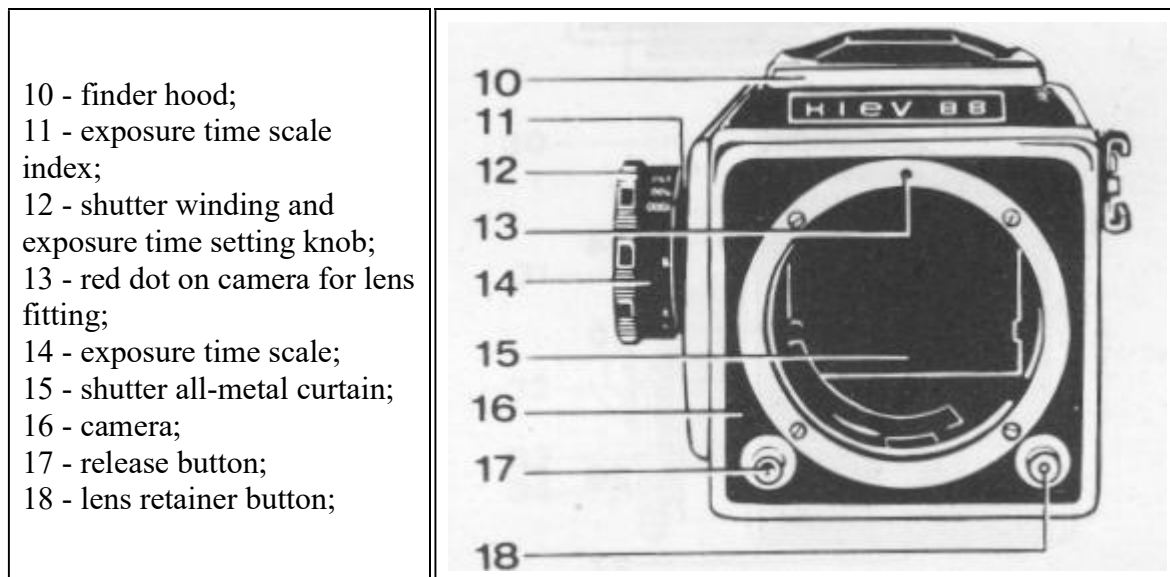 10 - finder hood;
11 - exposure time scale
index;
12 - shutter winding and
exposure time setting knob;
13 - red dot on camera for lens
fitting;
14 - exposure time scale;
15 - shutter all-metal curtain;
16 - camera;
17 - release button;
18 - lens retainer button;
10
KIEV 88
11
12
13
14
15
16
17
18